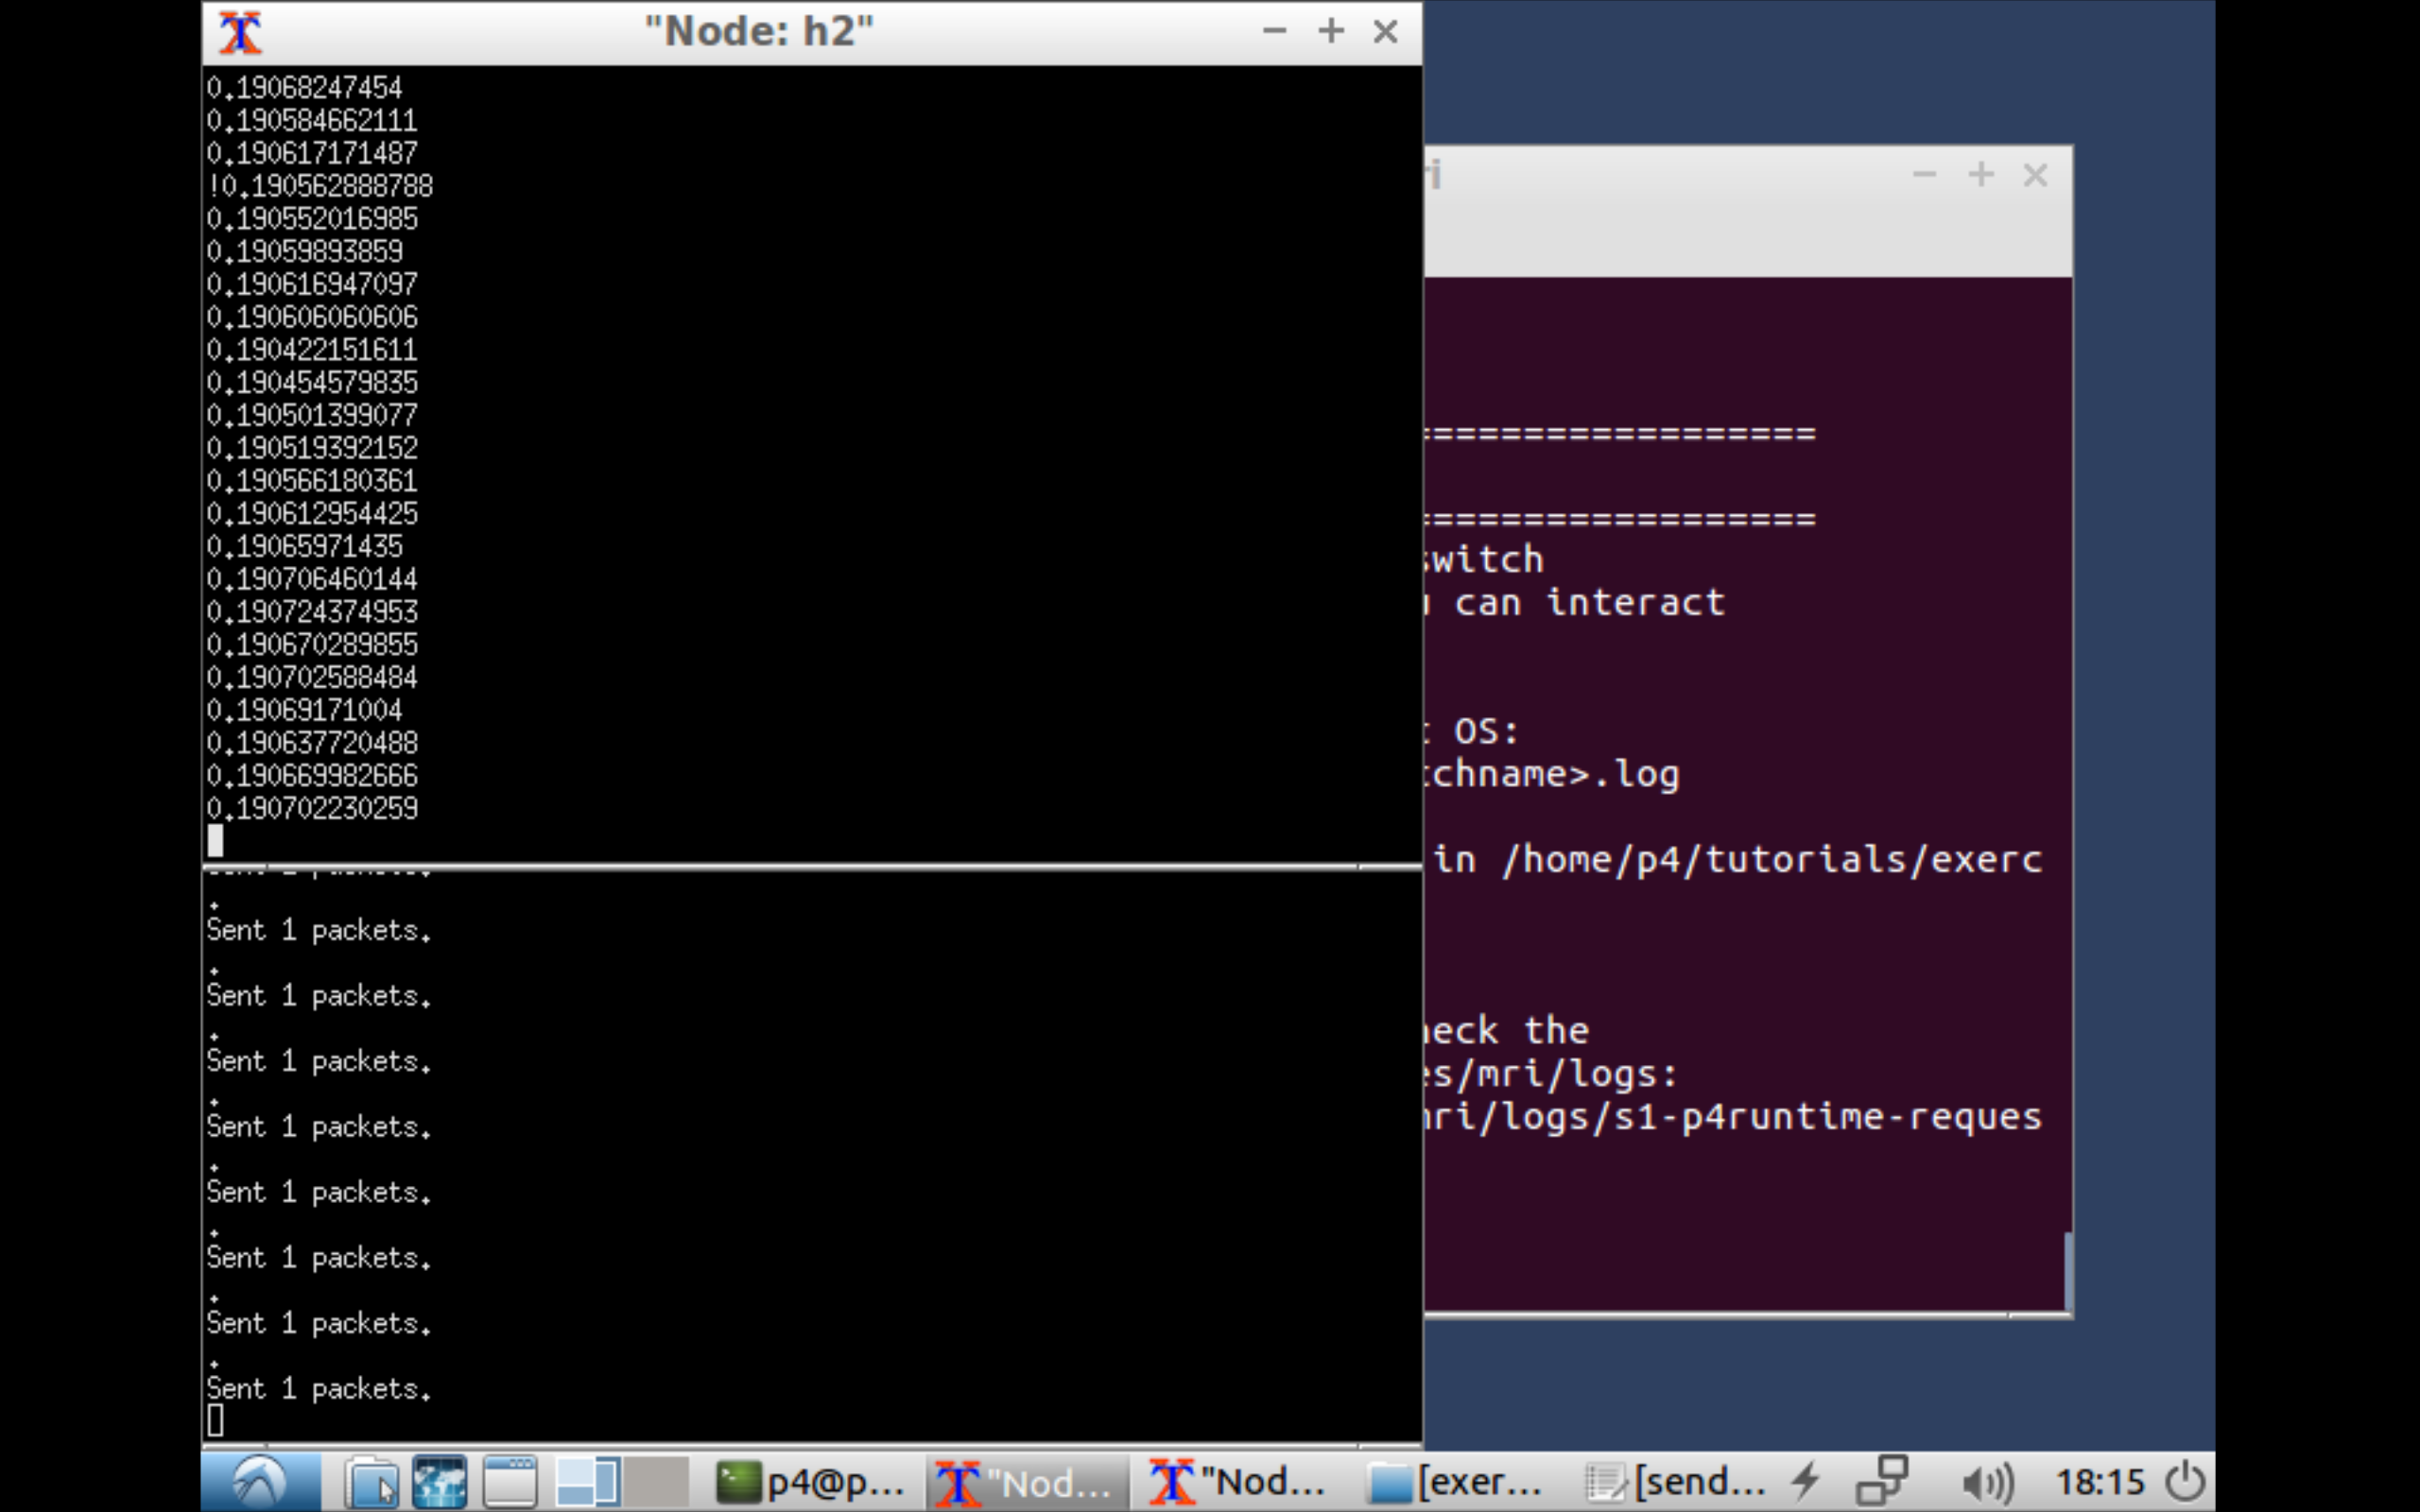 "Node: h2"
0.19068247454
0.190584662111
0.190617171487
!0.190562888788
0.190552016985
0.19059893859
0.190616947097
0.190606060606
0.190422151611
0.190454579835
0.190501399077
0.190519392152
0.190566180361
0.190612954425
0.19065971435
0.190706460144
0.190724374953
0.190670289855
0.190702588484
0.19069171004
0.190637720488
0.190669982666
0.190702230259
.
Sent 1 packets.
.
Sent 1 packets.
.
Sent 1 packets.
.
Sent 1 packets.
.
Sent 1 packets.
.
Sent 1 packets.
.
Sent 1 packets.
.
Sent 1 packets.
ri
=================
=================
switch
can interact
OS:
tchname>.log
in /home/p4/tutorials/exerc
heck the
es/mri/logs:
mri/logs/s1-p4runtime-reques
p4@p... "Nod... "Nod... [exer... [send... 18:15